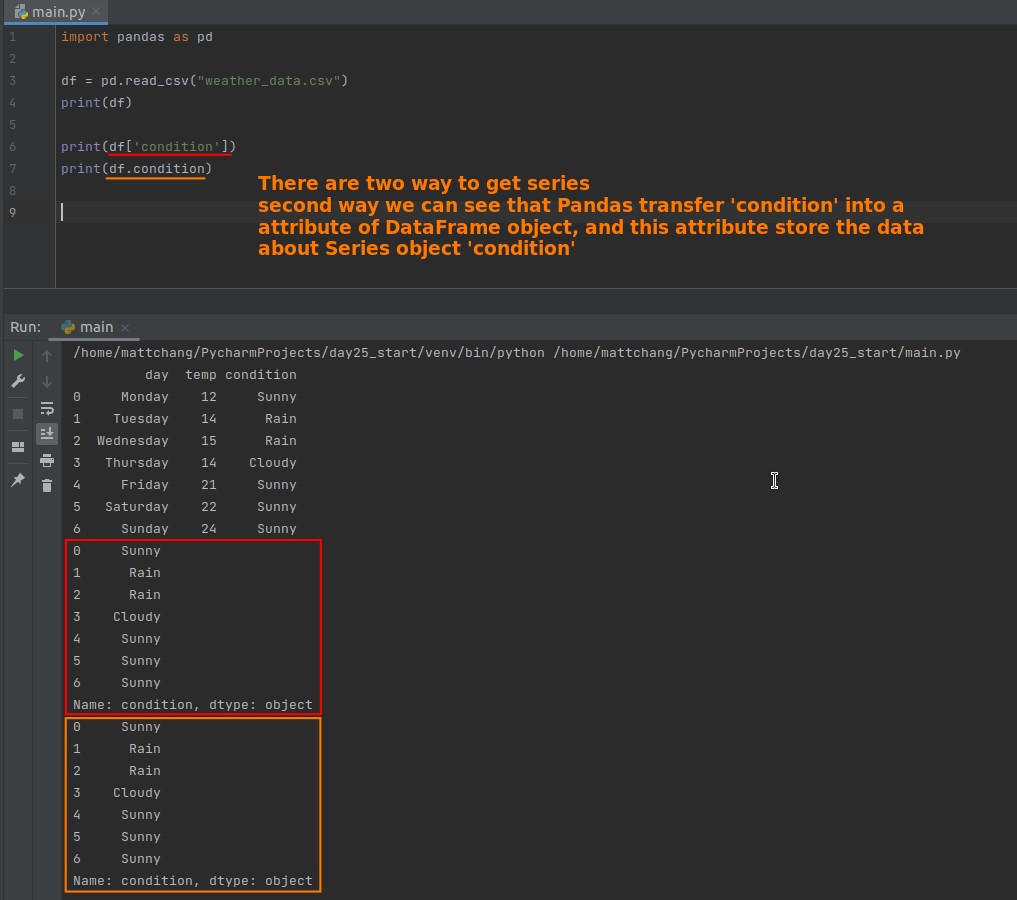 main.py
1 import pandas as pd
2
3 df = pd.read_csv("weather_data.csv")
4 print(df)
5
6 print(df['condition'])
7 print(df.condition)
8
9
There are two way to get series
second way we can see that Pandas transfer 'condition' into a
attribute of DataFrame object, and this attribute store the data
about Series object 'condition'
Run: main
/home/mattchang/PycharmProjects/day25_start/venv/bin/python /home/mattchang/PycharmProjects/day25_start/main.py
day temp condition
0 Monday 12 Sunny
1 Tuesday 14 Rain
2 Wednesday 15 Rain
3 Thursday 14 Cloudy
4 Friday 21 Sunny
5 Saturday 22 Sunny
6 Sunday 24 Sunny
0 Sunny
1 Rain
2 Rain
3 Cloudy
4 Sunny
5 Sunny
6 Sunny
Name: condition, dtype: object
0 Sunny
1 Rain
2 Rain
3 Cloudy
4 Sunny
5 Sunny
6 Sunny
Name: condition, dtype: object